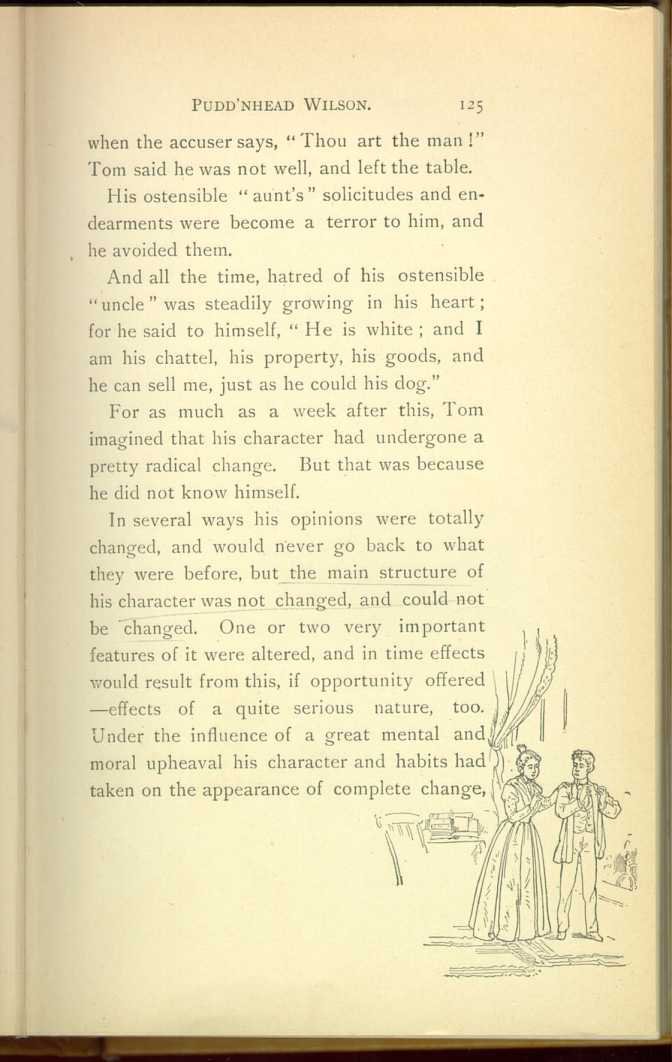 PUDD'NHEAD WILSON. 125
when the accuser says, "Thou art the man!"
Tom said he was not well, and left the table.
His ostensible "aunt's" solicitudes and en-
dearments were become a terror to him, and
he avoided them.
And all the time, hatred of his ostensible
"uncle" was steadily growing in his heart;
for he said to himself, "He is white; and I
am his chattel, his property, his goods, and
he can sell me, just as he could his dog."
For as much as a week after this, Tom
imagined that his character had undergone a
pretty radical change. But that was because
he did not know himself.
In several ways his opinions were totally
changed, and would never go back to what
they were before, but the main structure of
his character was not changed, and could not
be changed. One or two very important
features of it were altered, and in time effects
would result from this, if opportunity offered
—effects of a quite serious nature, too.
Under the influence of a great mental and
moral upheaval his character and habits had
taken on the appearance of complete change,